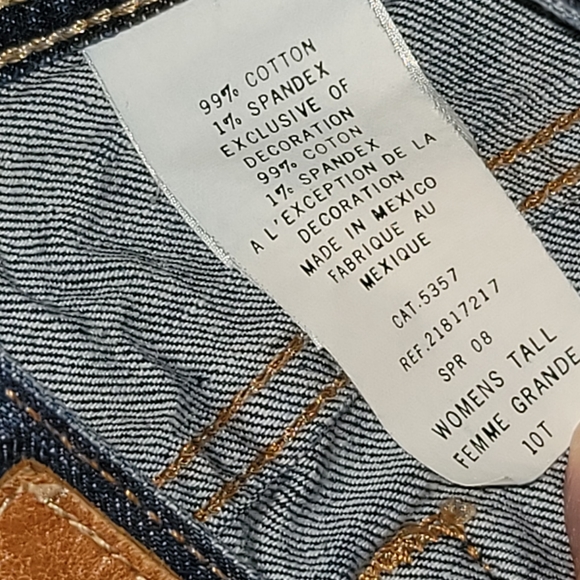 99% COTTON
1% SPANDEX
EXCLUSIVE OF
DECORATION
99% COTON
1% SPANDEX
A L'EXCEPTION DE LA
DECORATION
MADE IN MEXICO
FABRIQUE AU
MEXIQUE
CAT.5357
REF.21817217
SPR 08
WOMENS TALL
FEMME GRANDE
10T